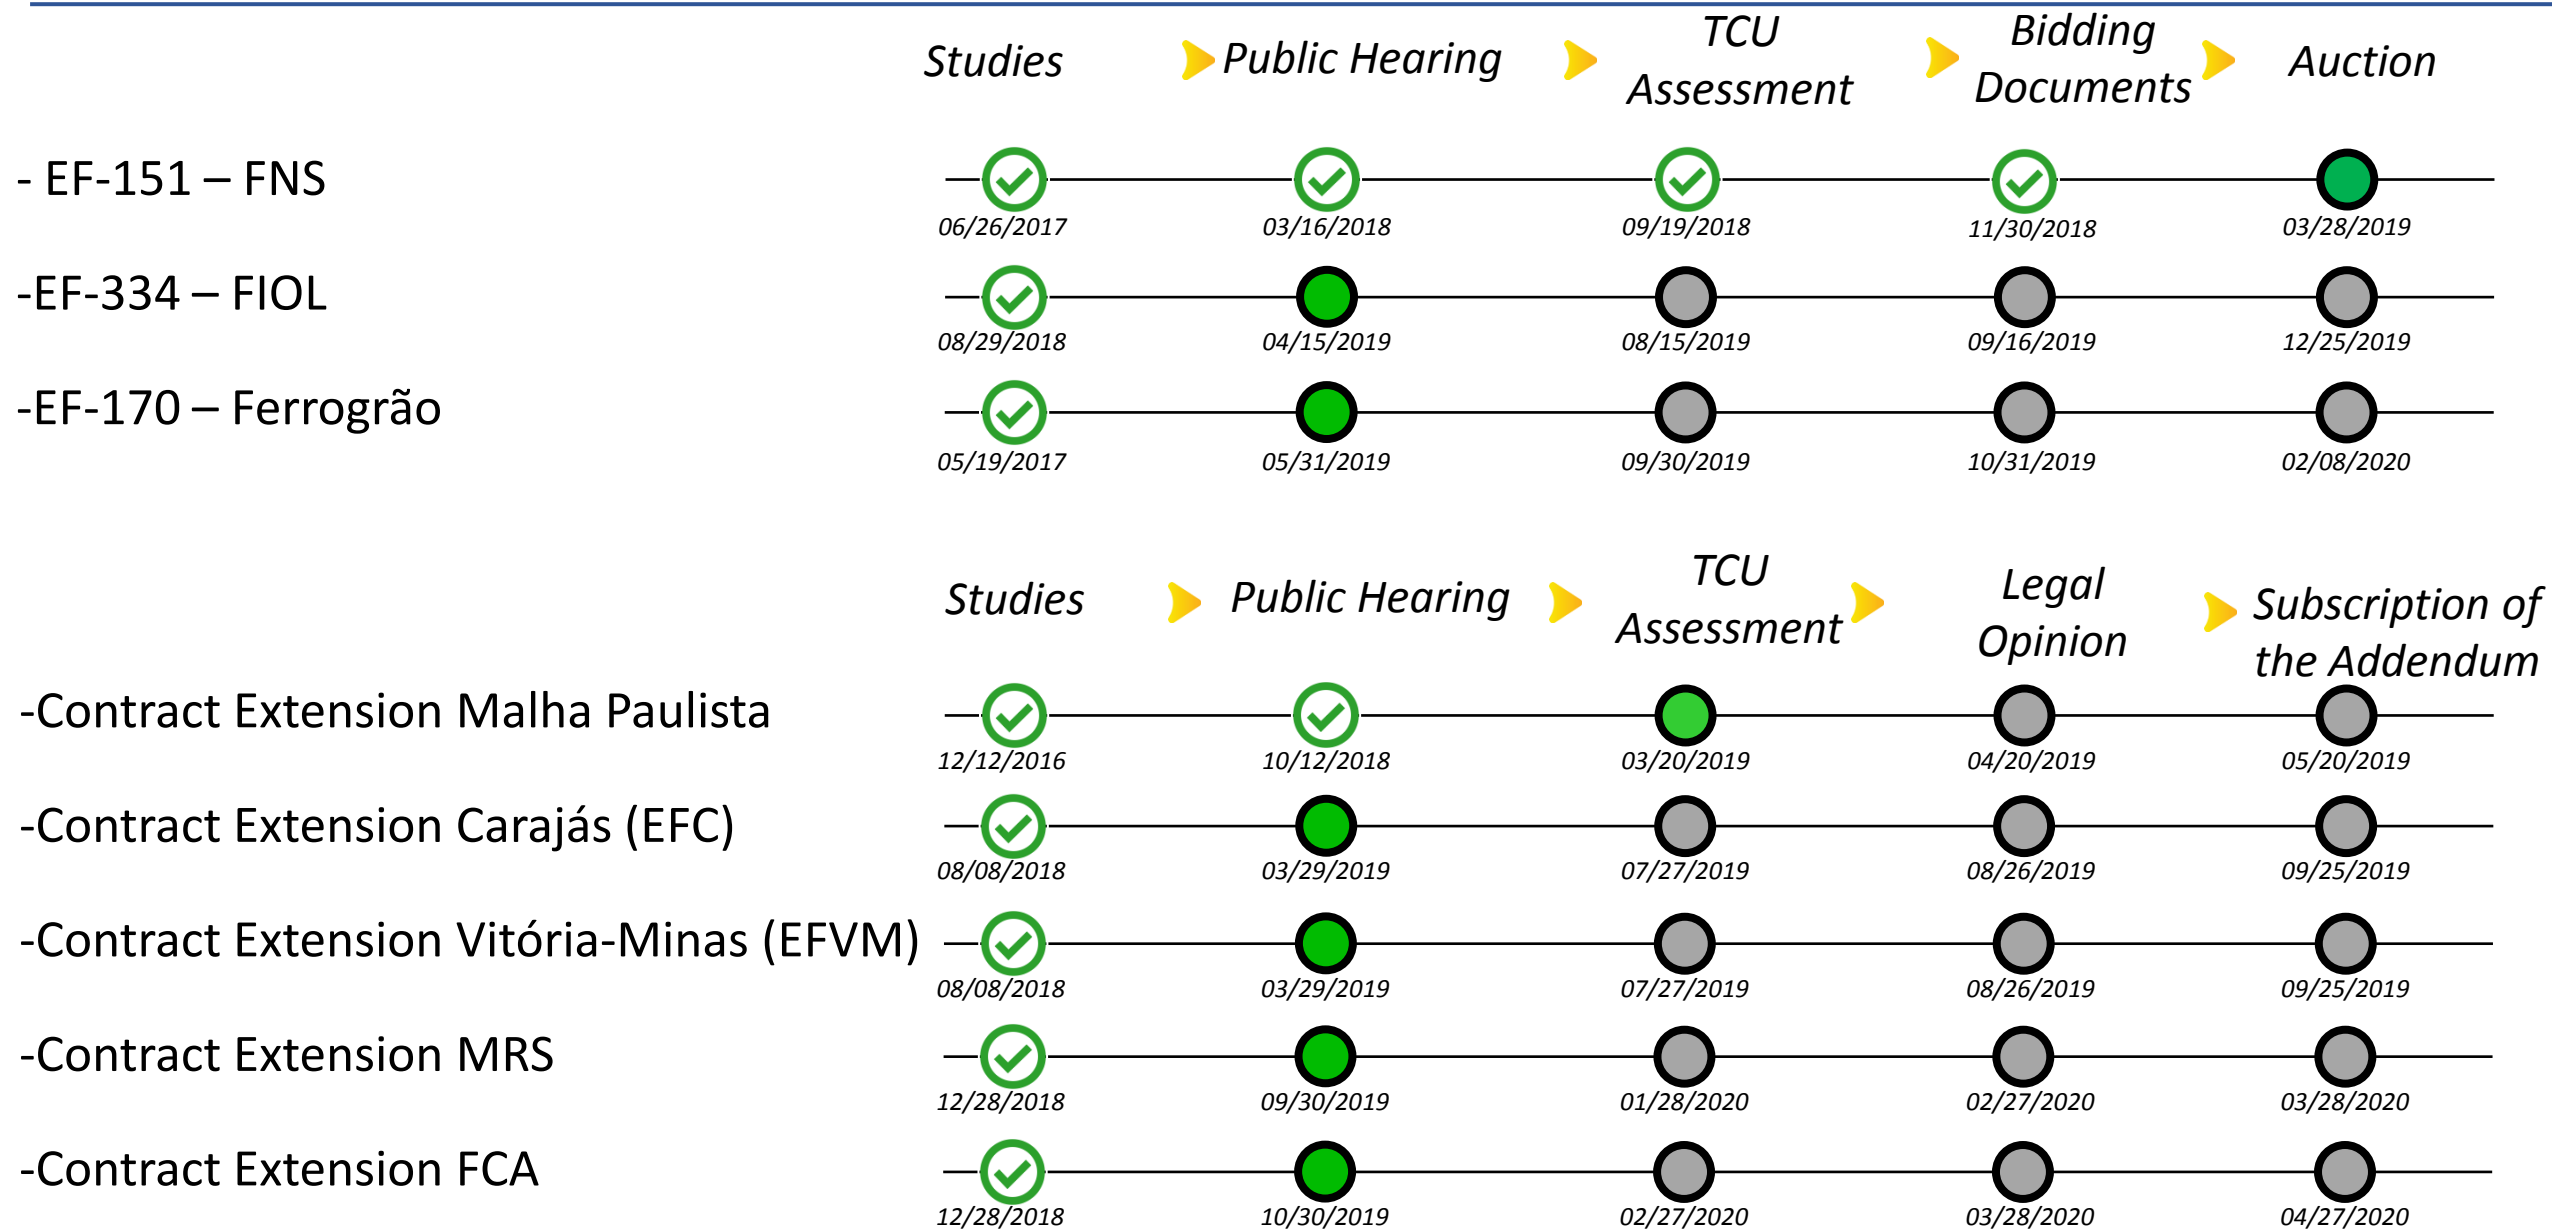 Studies Public Hearing TCU Assessment Bidding Documents Auction
- EF-151 – FNS
06/26/2017 03/16/2018 09/19/2018 11/30/2018 03/28/2019
-EF-334 – FIOL
08/29/2018 04/15/2019 08/15/2019 09/16/2019 12/25/2019
-EF-170 – Ferrogrão
05/19/2017 05/31/2019 09/30/2019 10/31/2019 02/08/2020
Studies Public Hearing TCU Assessment Legal Opinion Subscription of the Addendum
-Contract Extension Malha Paulista
12/12/2016 10/12/2018 03/20/2019 04/20/2019 05/20/2019
-Contract Extension Carajás (EFC)
08/08/2018 03/29/2019 07/27/2019 08/26/2019 09/25/2019
-Contract Extension Vitória-Minas (EFVM)
08/08/2018 03/29/2019 07/27/2019 08/26/2019 09/25/2019
-Contract Extension MRS
12/28/2018 09/30/2019 01/28/2020 02/27/2020 03/28/2020
-Contract Extension FCA
12/28/2018 10/30/2019 02/27/2020 03/28/2020 04/27/2020